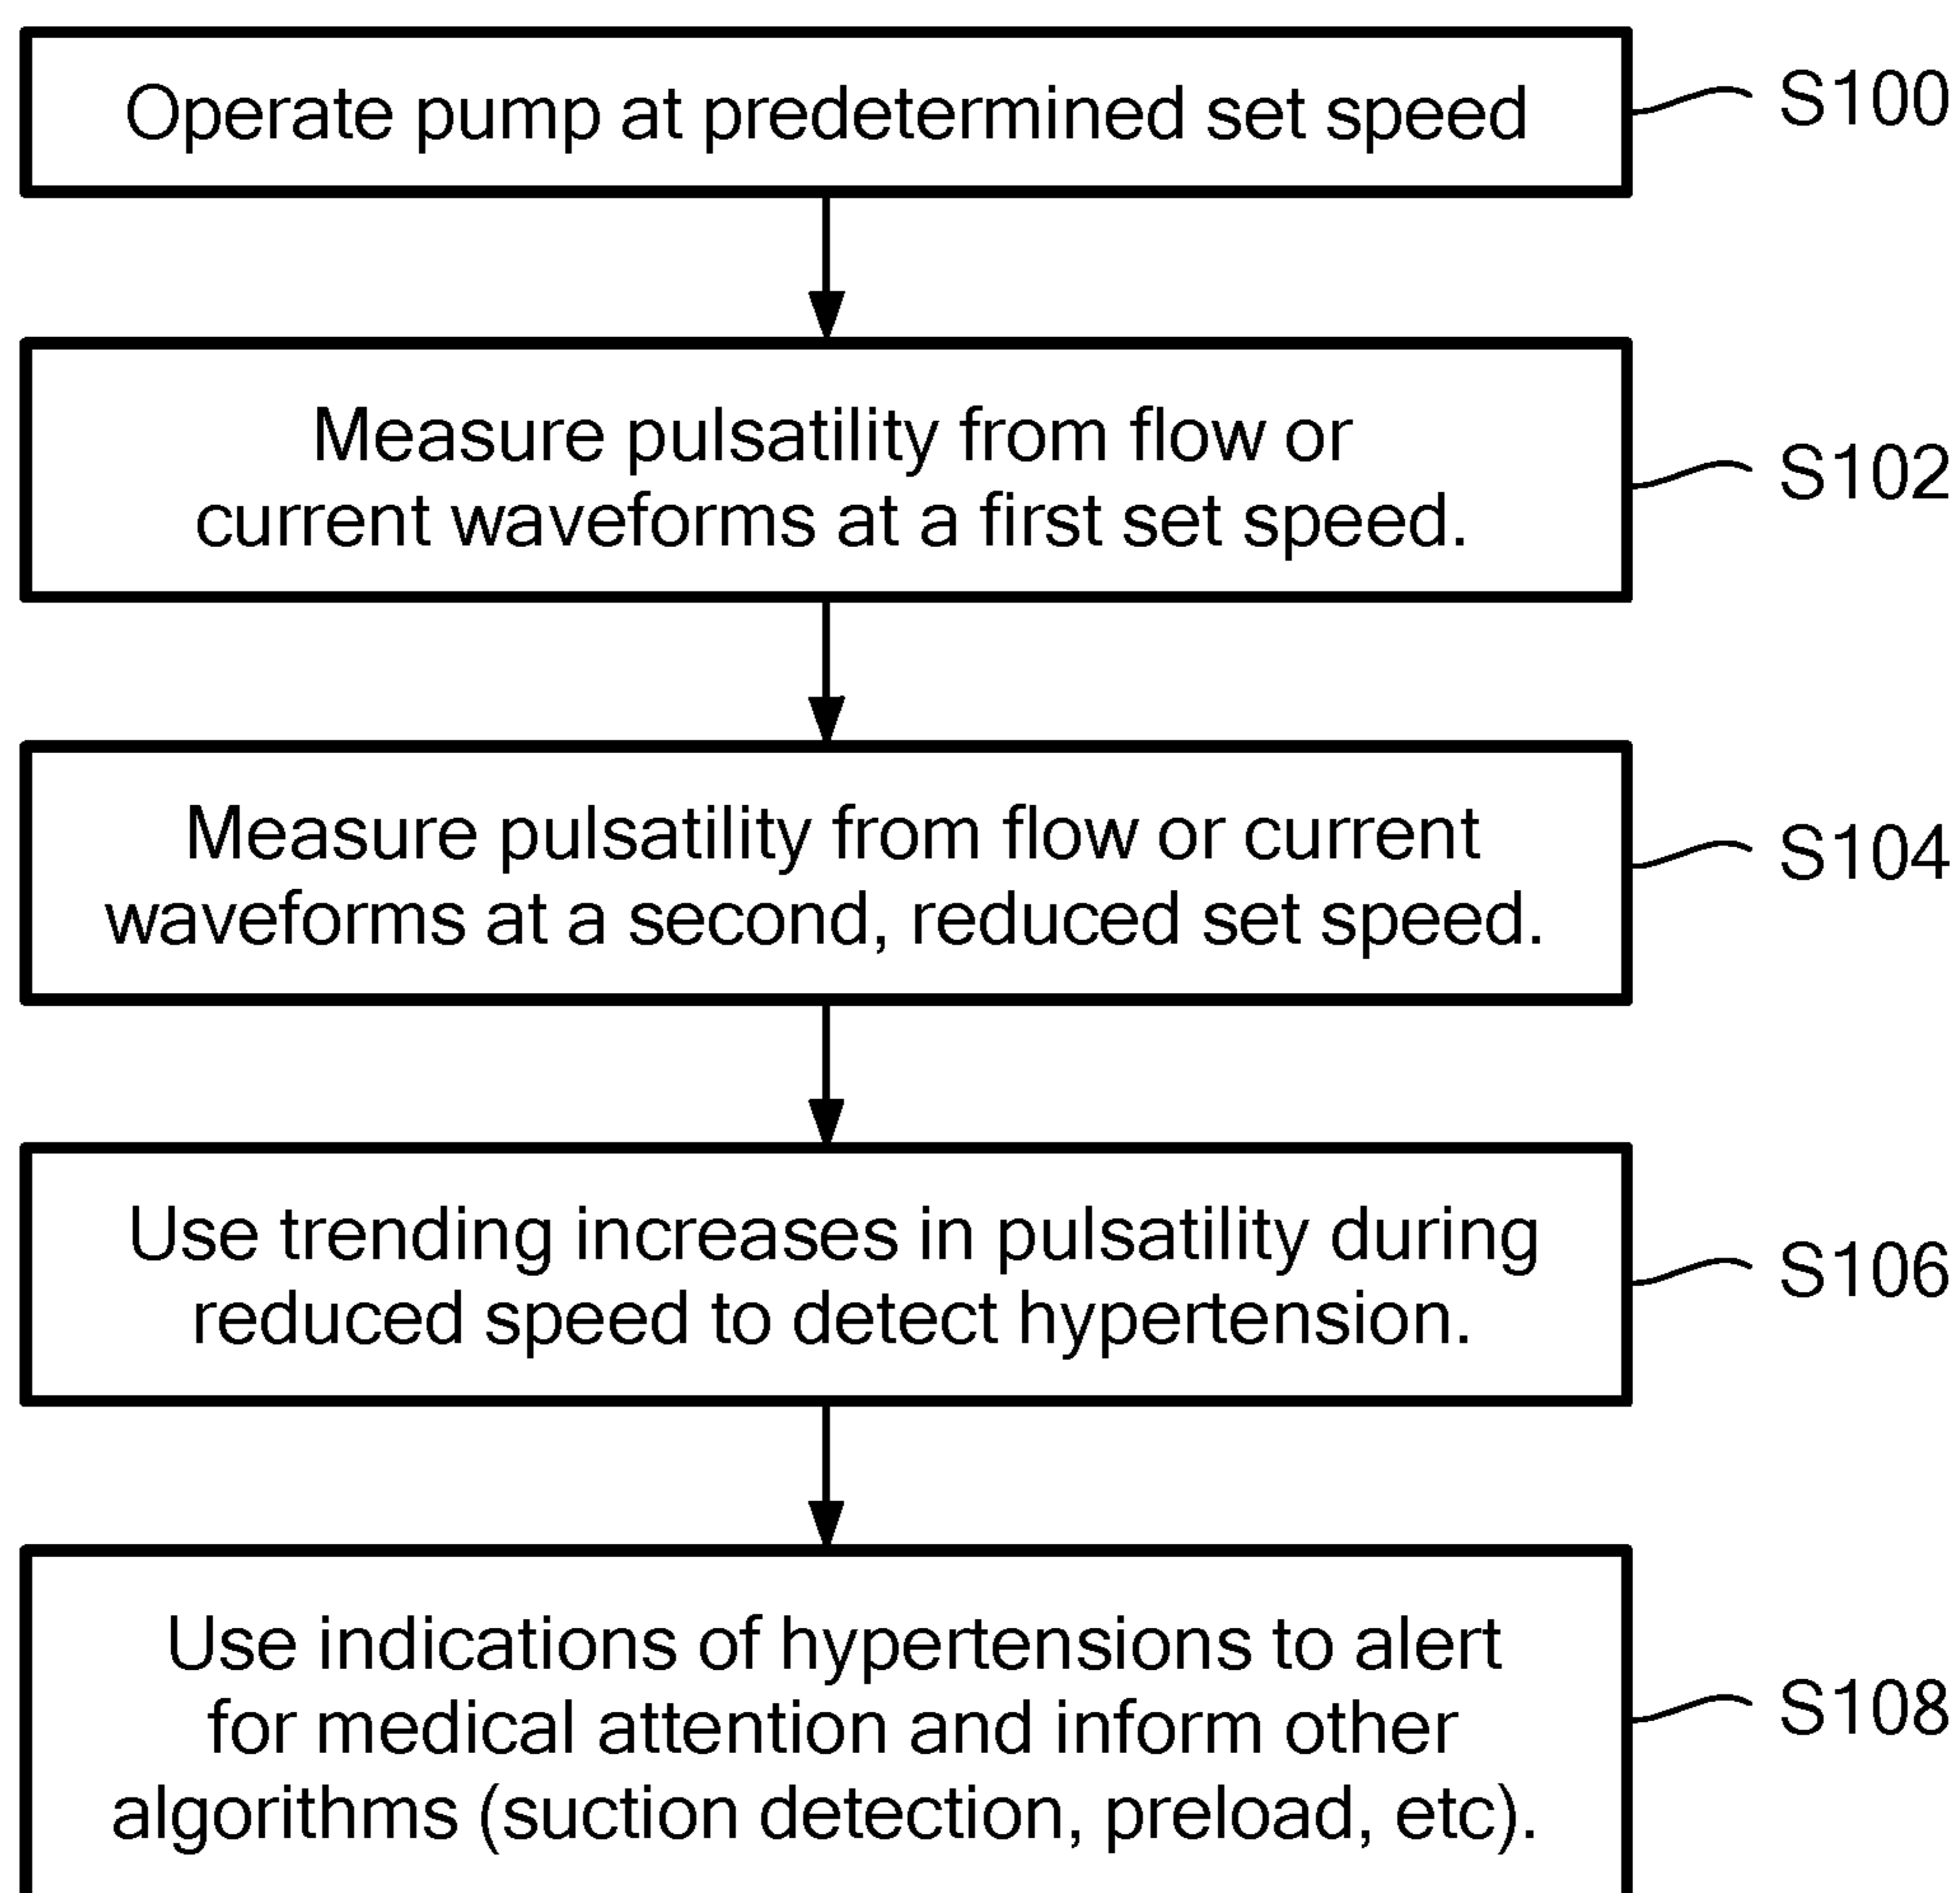 Operate pump at predetermined set speed
S100
Measure pulsatility from flow or
current waveforms at a first set speed.
S102
Measure pulsatility from flow or current
waveforms at a second, reduced set speed.
S104
Use trending increases in pulsatility during
reduced speed to detect hypertension.
S106
Use indications of hypertensions to alert
for medical attention and inform other
algorithms (suction detection, preload, etc).
S108